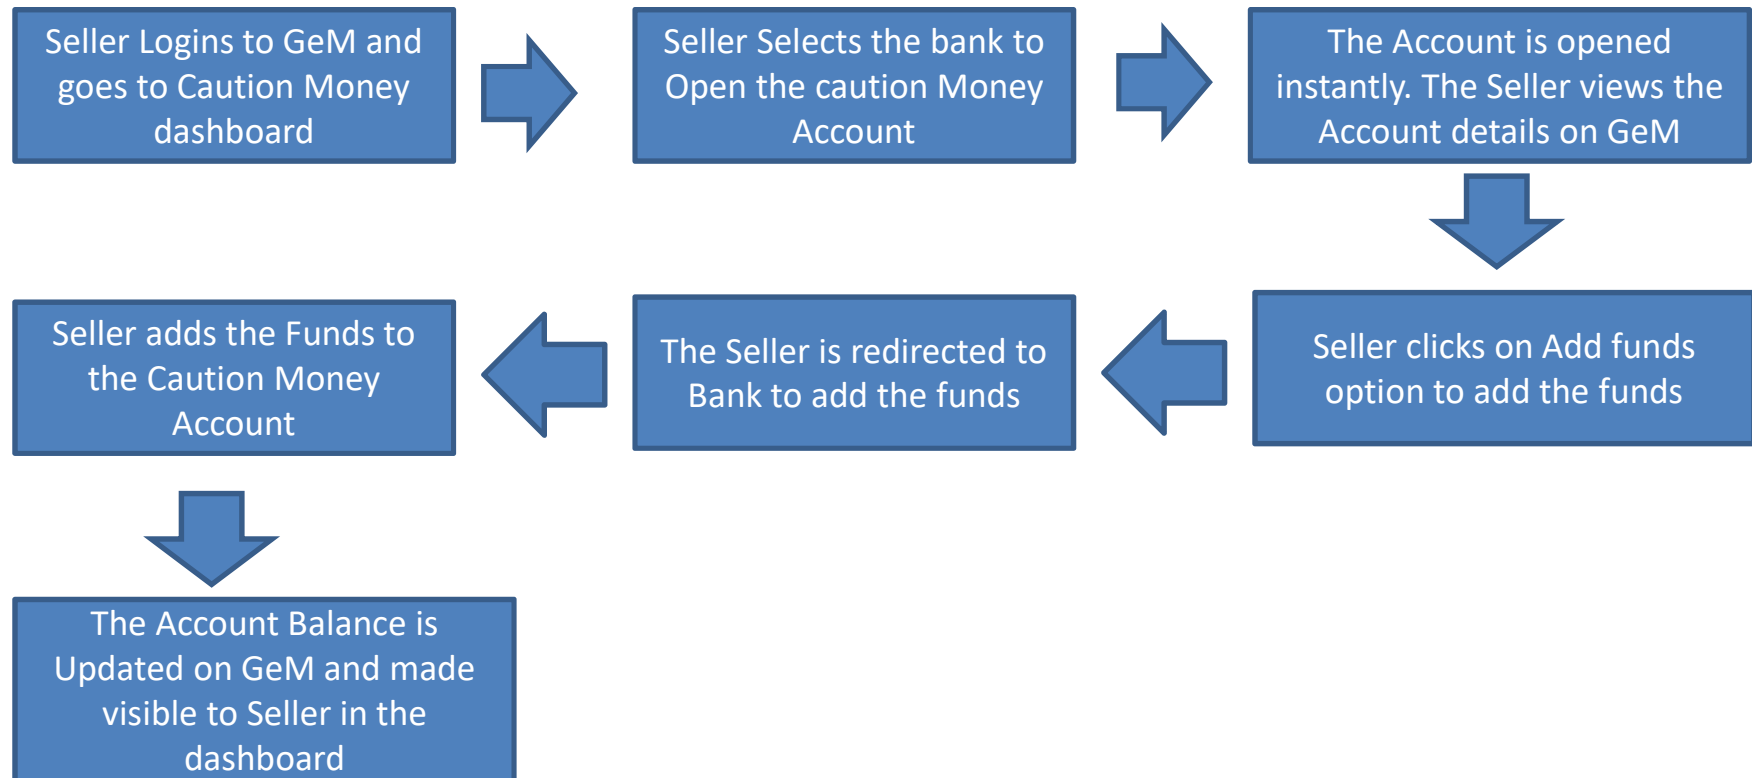 Seller Logins to GeM and
goes to Caution Money
dashboard
Seller Selects the bank to
Open the caution Money
Account
The Account is opened
instantly. The Seller views the
Account details on GeM
Seller clicks on Add funds
option to add the funds
The Seller is redirected to
Bank to add the funds
Seller adds the Funds to
the Caution Money
Account
The Account Balance is
Updated on GeM and made
visible to Seller in the
dashboard